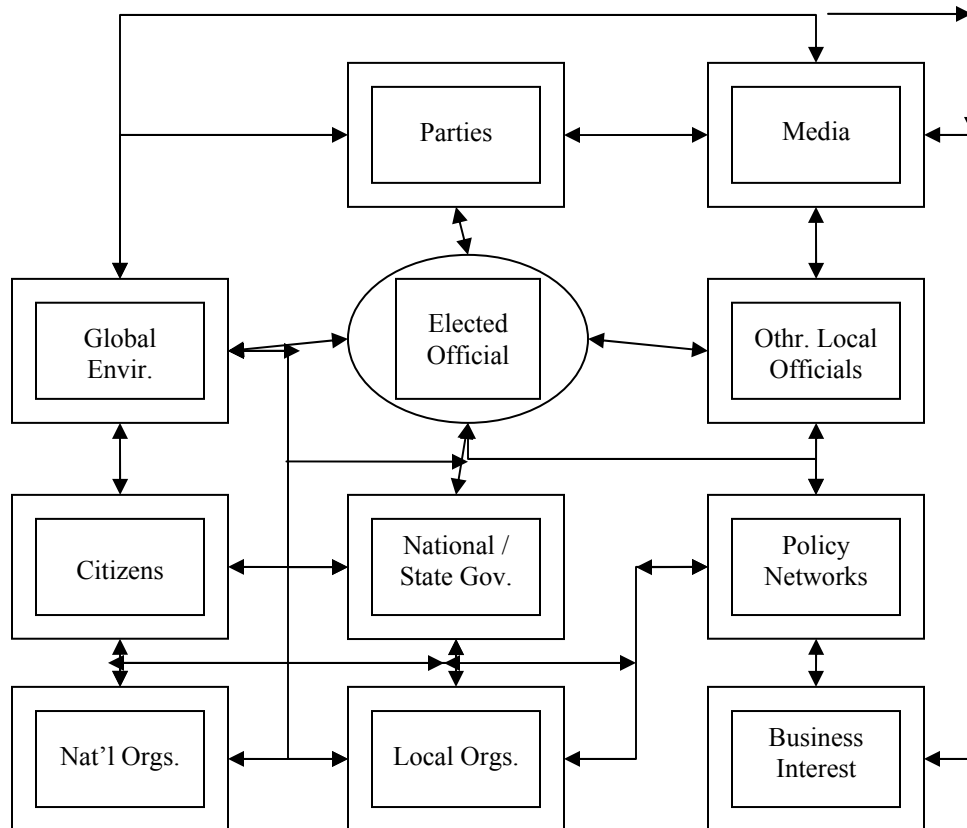 Parties
Media
Global
Envir.
Elected
Official
Othr. Local
Officials
Citizens
National /
State Gov.
Policy
Networks
Nat’l Orgs.
Local Orgs.
Business
Interest